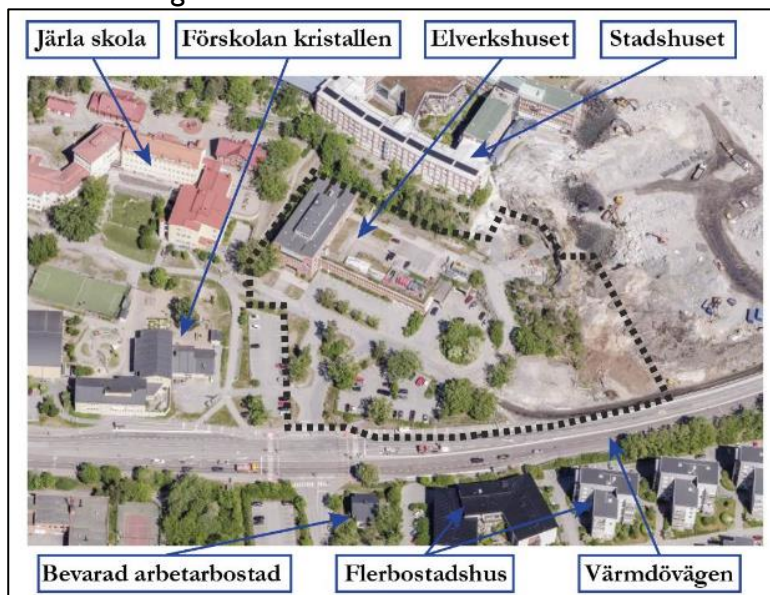 Järla skola
Förskolan kristallen
Elverkshuset
Stadshuset
Bevarad arbetarbostad
Flerbostadshus
Värmdövägen